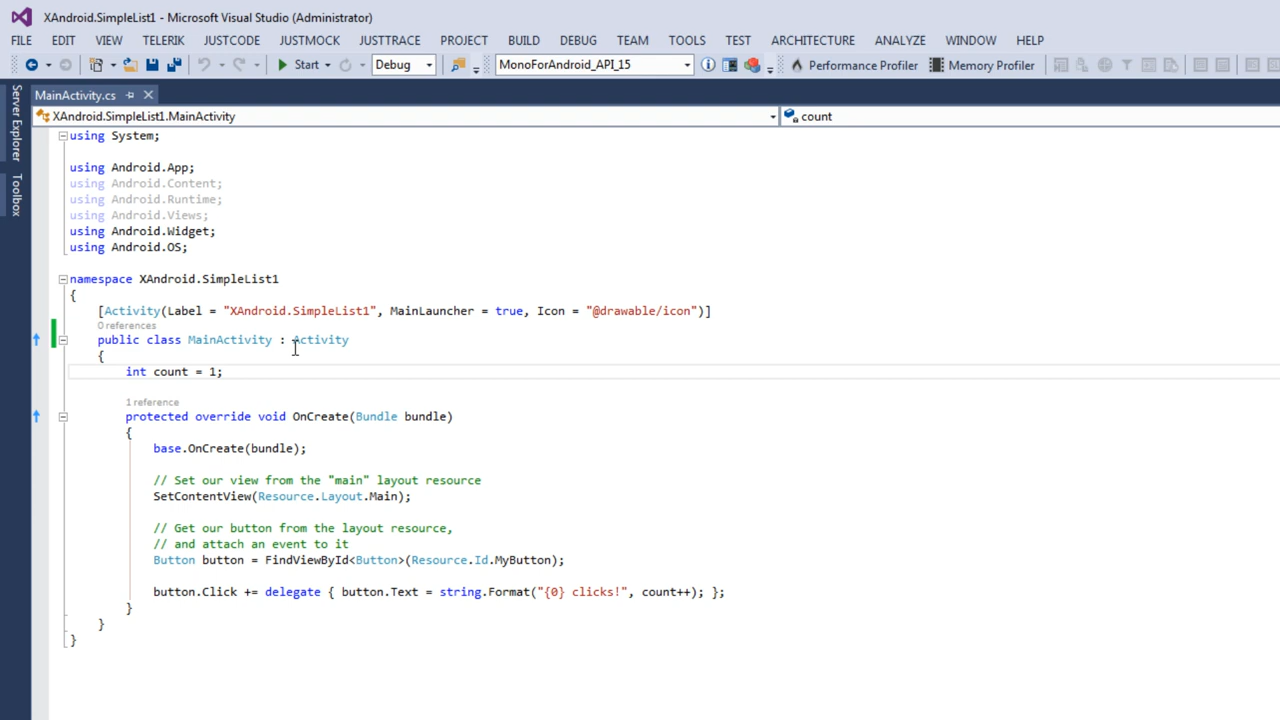 XAndroid.SimpleList1 - Microsoft Visual Studio (Administrator)
FILE EDIT VIEW TELERIK JUSTCODE JUSTMOCK JUSTTRACE PROJECT BUILD DEBUG TEAM TOOLS TEST ARCHITECTURE ANALYZE WINDOW HELP
Start Debug MonoForAndroid_API_15 Performance Profiler Memory Profiler
Server Explorer
Toolbox
MainActivity.cs
XAndroid.SimpleList1.MainActivity count
using System;
using Android.App;
using Android.Content;
using Android.Runtime;
using Android.Views;
using Android.Widget;
using Android.OS;
namespace XAndroid.SimpleList1
{
[Activity(Label = "XAndroid.SimpleList1", MainLauncher = true, Icon = "@drawable/icon")]
0 references
public class MainActivity : Activity
{
int count = 1;
1 reference
protected override void OnCreate(Bundle bundle)
{
base.OnCreate(bundle);
// Set our view from the "main" layout resource
SetContentView(Resource.Layout.Main);
// Get our button from the layout resource,
// and attach an event to it
Button button = FindViewById<Button>(Resource.Id.MyButton);
button.Click += delegate { button.Text = string.Format("{0} clicks!", count++); };
}
}
}